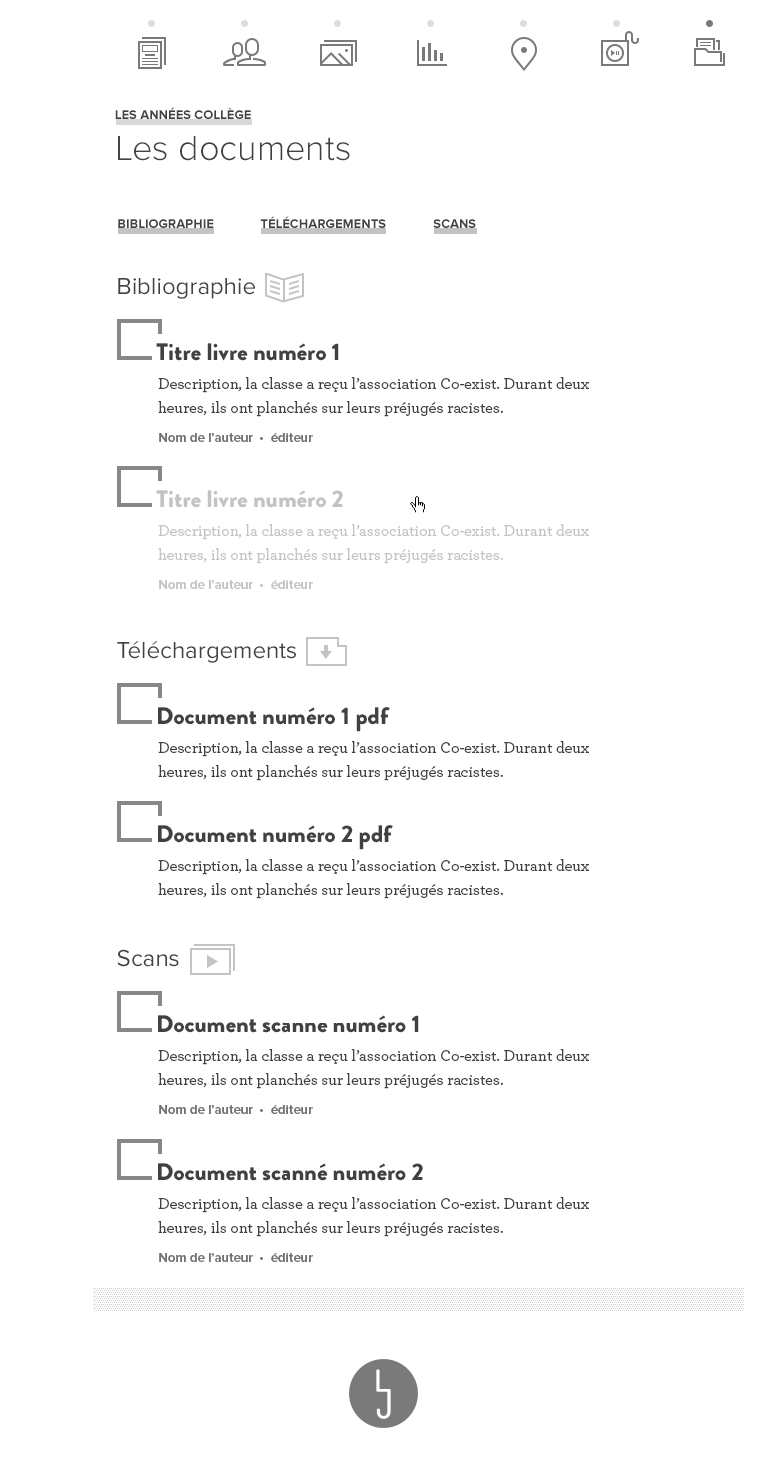 LES ANNÉES COLLÈGE
Les documents
BIBLIOGRAPHIE TÉLÉCHARGEMENTS SCANS
Bibliographie
Titre livre numéro 1
Description, la classe a reçu l’association Co-exist. Durant deux
heures, ils ont planchés sur leurs préjugés racistes.
Nom de l’auteur • éditeur
Titre livre numéro 2
Description, la classe a reçu l’association Co-exist. Durant deux
heures, ils ont planchés sur leurs préjugés racistes.
Nom de l’auteur • éditeur
Téléchargements
Document numéro 1 pdf
Description, la classe a reçu l’association Co-exist. Durant deux
heures, ils ont planchés sur leurs préjugés racistes.
Document numéro 2 pdf
Description, la classe a reçu l’association Co-exist. Durant deux
heures, ils ont planchés sur leurs préjugés racistes.
Scans
Document scanne numéro 1
Description, la classe a reçu l’association Co-exist. Durant deux
heures, ils ont planchés sur leurs préjugés racistes.
Nom de l’auteur • éditeur
Document scanné numéro 2
Description, la classe a reçu l’association Co-exist. Durant deux
heures, ils ont planchés sur leurs préjugés racistes.
Nom de l’auteur • éditeur